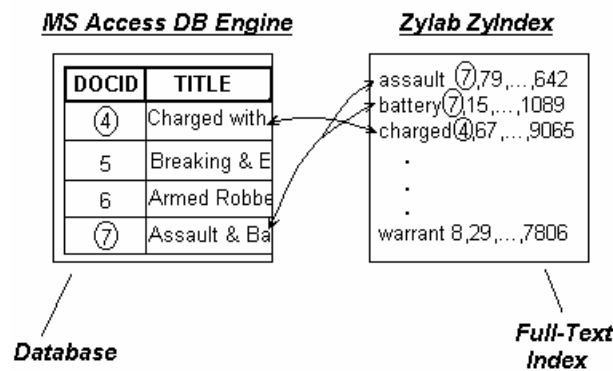 MS Access DB Engine
Zylab ZyIndex
DOCID TITLE
4 Charged with
5 Breaking & E
6 Armed Robbe
7 Assault & Ba
assault 7,79,...,642
battery 7,15,...,1089
charged 4,67,...,9065
.
.
.
warrant 8,29,...,7806
Database
Full-Text
Index